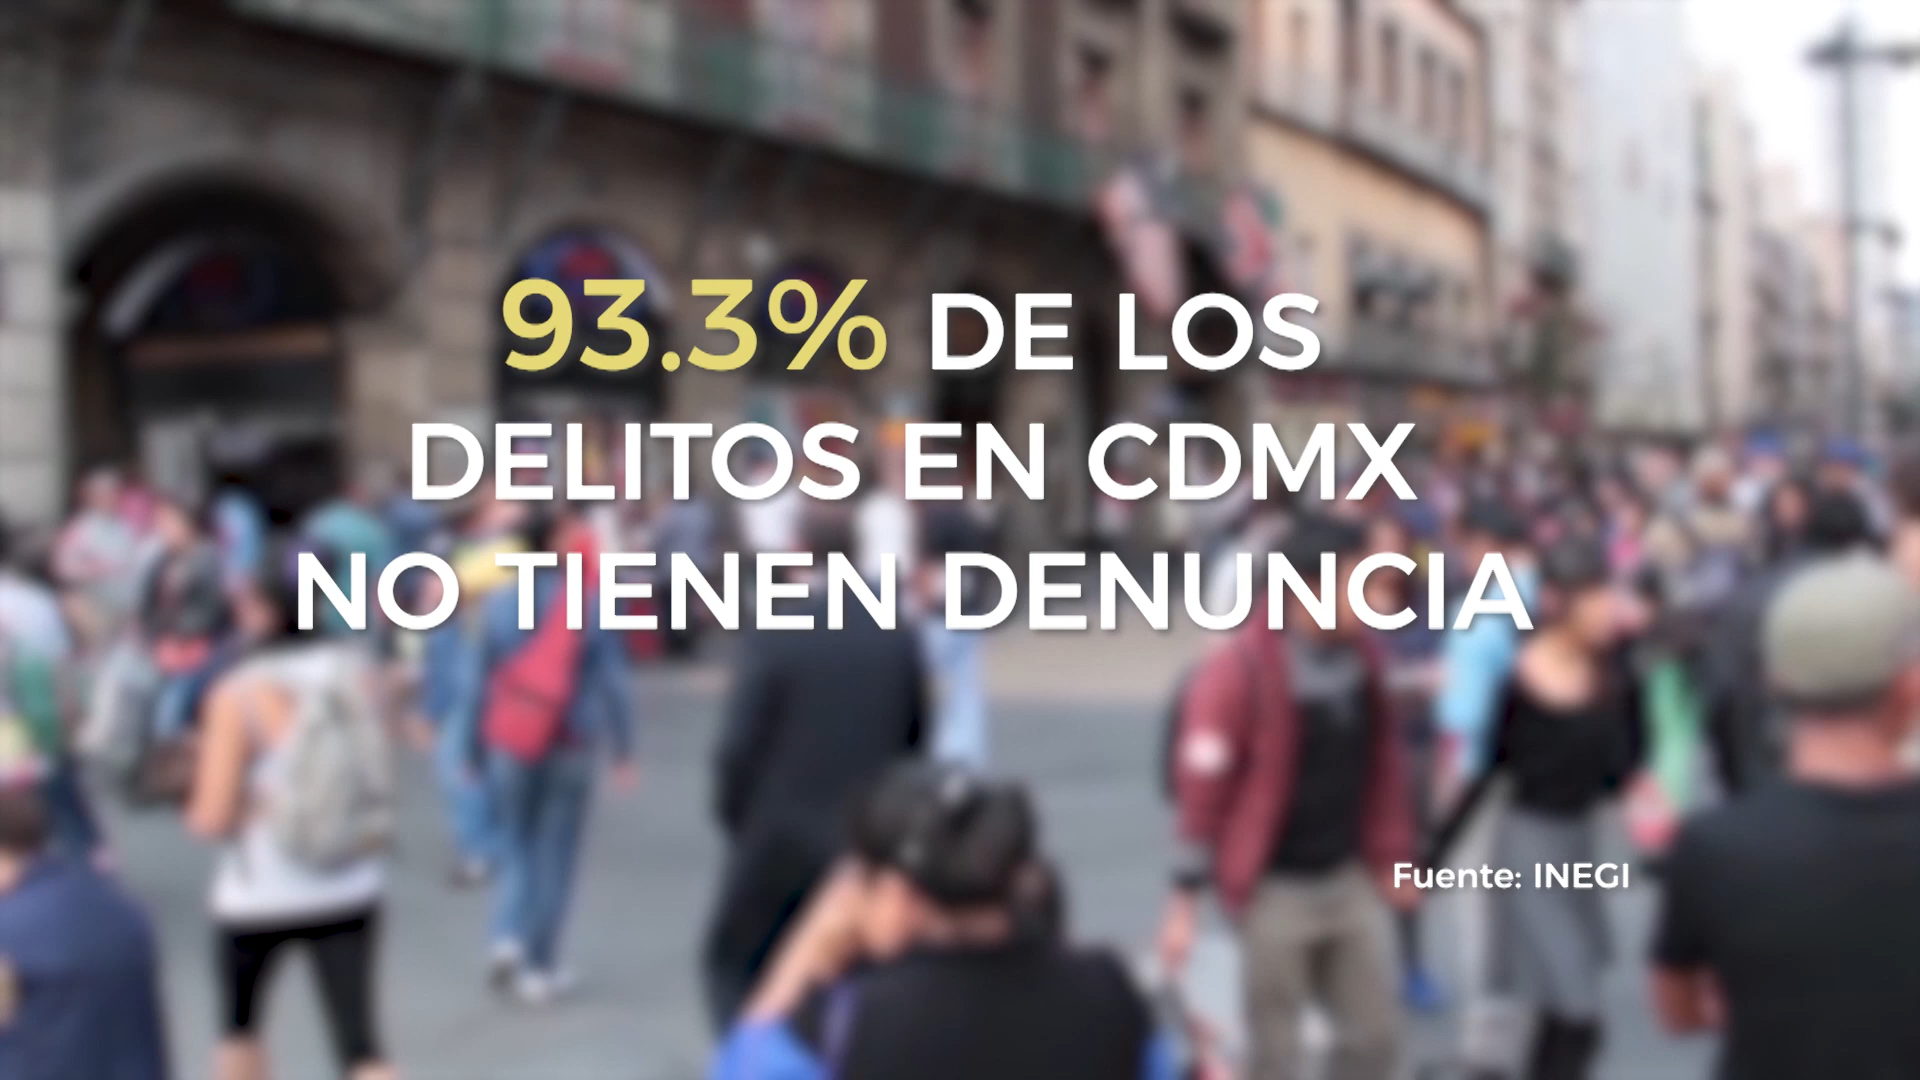 93.3% DE LOS
DELITOS EN CDMX
NO TIENEN DENUNCIA
Fuente: INEGI